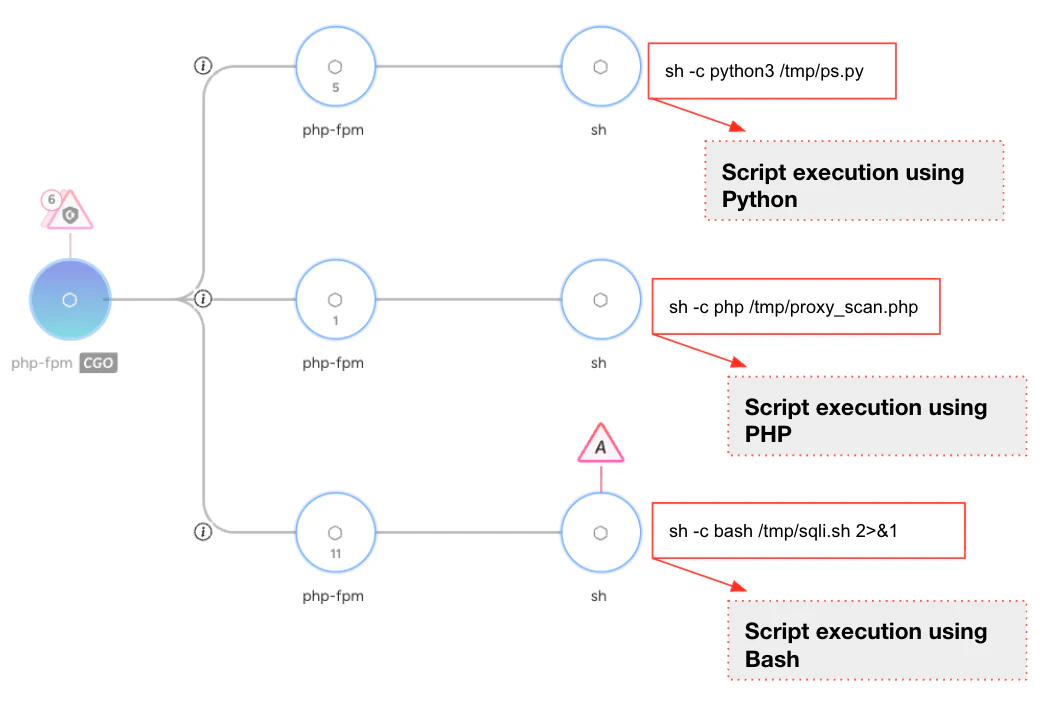 5
php-fpm
sh
sh -c python3 /tmp/ps.py
Script execution using
Python
6
php-fpm CGO
1
php-fpm
sh
sh -c php /tmp/proxy_scan.php
Script execution using
PHP
A
11
php-fpm
sh
sh -c bash /tmp/sqli.sh 2>&1
Script execution using
Bash
i
i
i